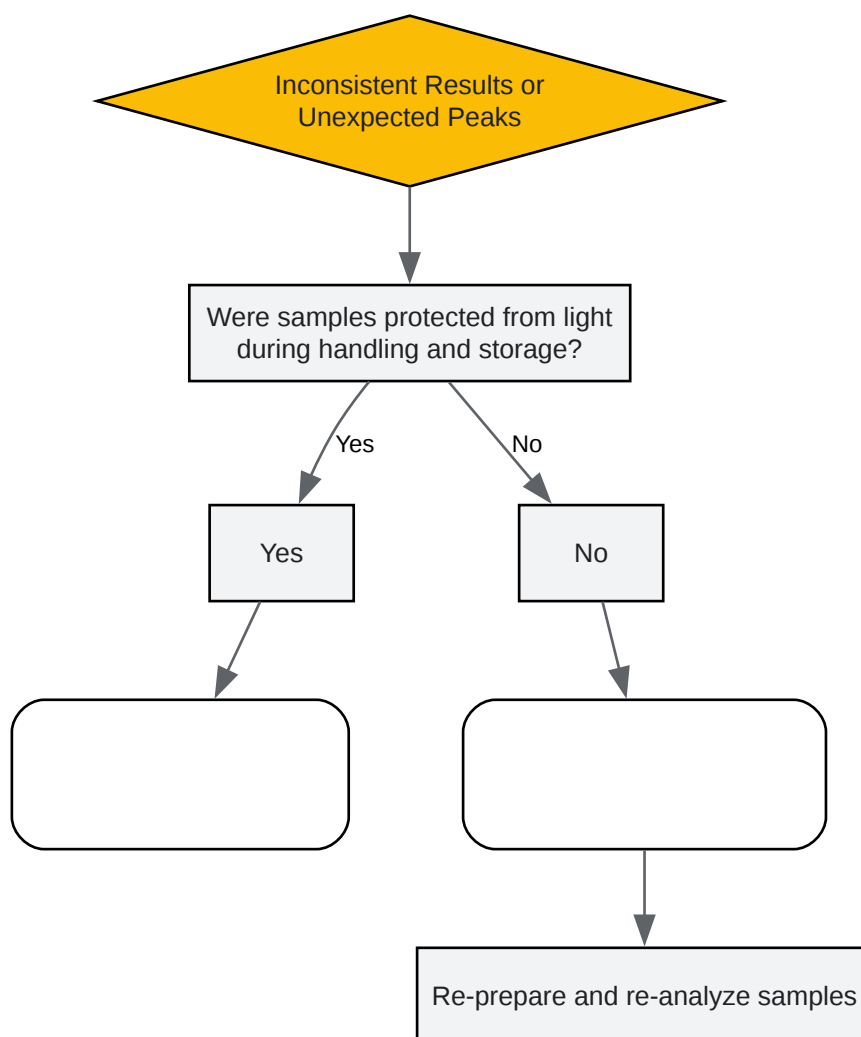 Inconsistent Results or
Unexpected Peaks
Were samples protected from light
during handling and storage?
Yes
No
Yes
No
Re-prepare and re-analyze samples